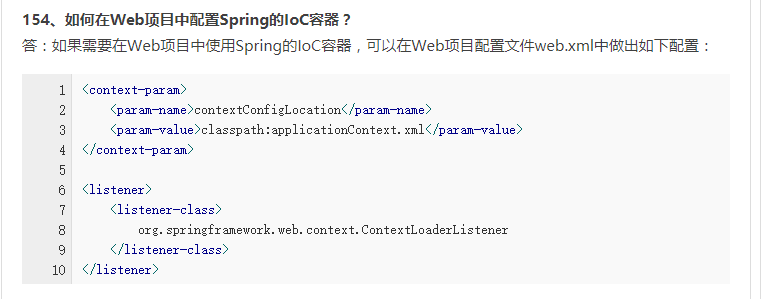 154、如何在Web项目中配置Spring的IoC容器？
答：如果需要在Web项目中使用Spring的IoC容器，可以在Web项目配置文件web.xml中做出如下配置：
1 <context-param>
2 <param-name>contextConfigLocation</param-name>
3 <param-value>classpath:applicationContext.xml</param-value>
4 </context-param>
5
6 <listener>
7 <listener-class>
8 org.springframework.web.context.ContextLoaderListener
9 </listener-class>
10 </listener>